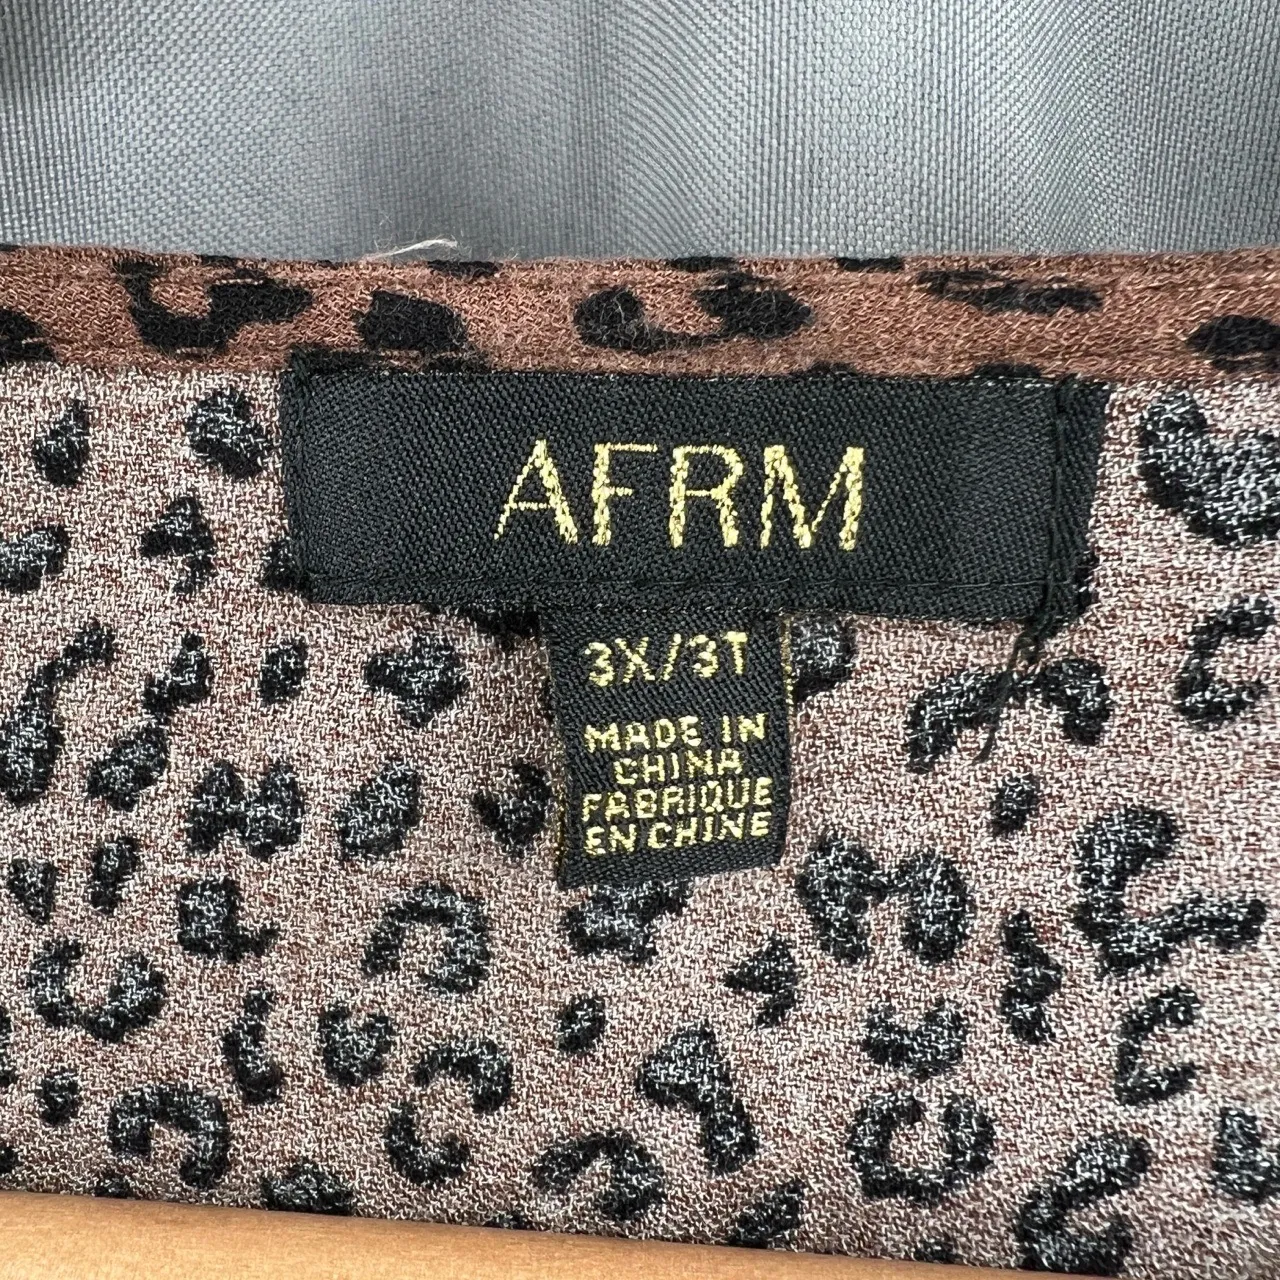 AFRM
3X/3T
MADE IN
CHINA
FABRIQUE
EN CHINE